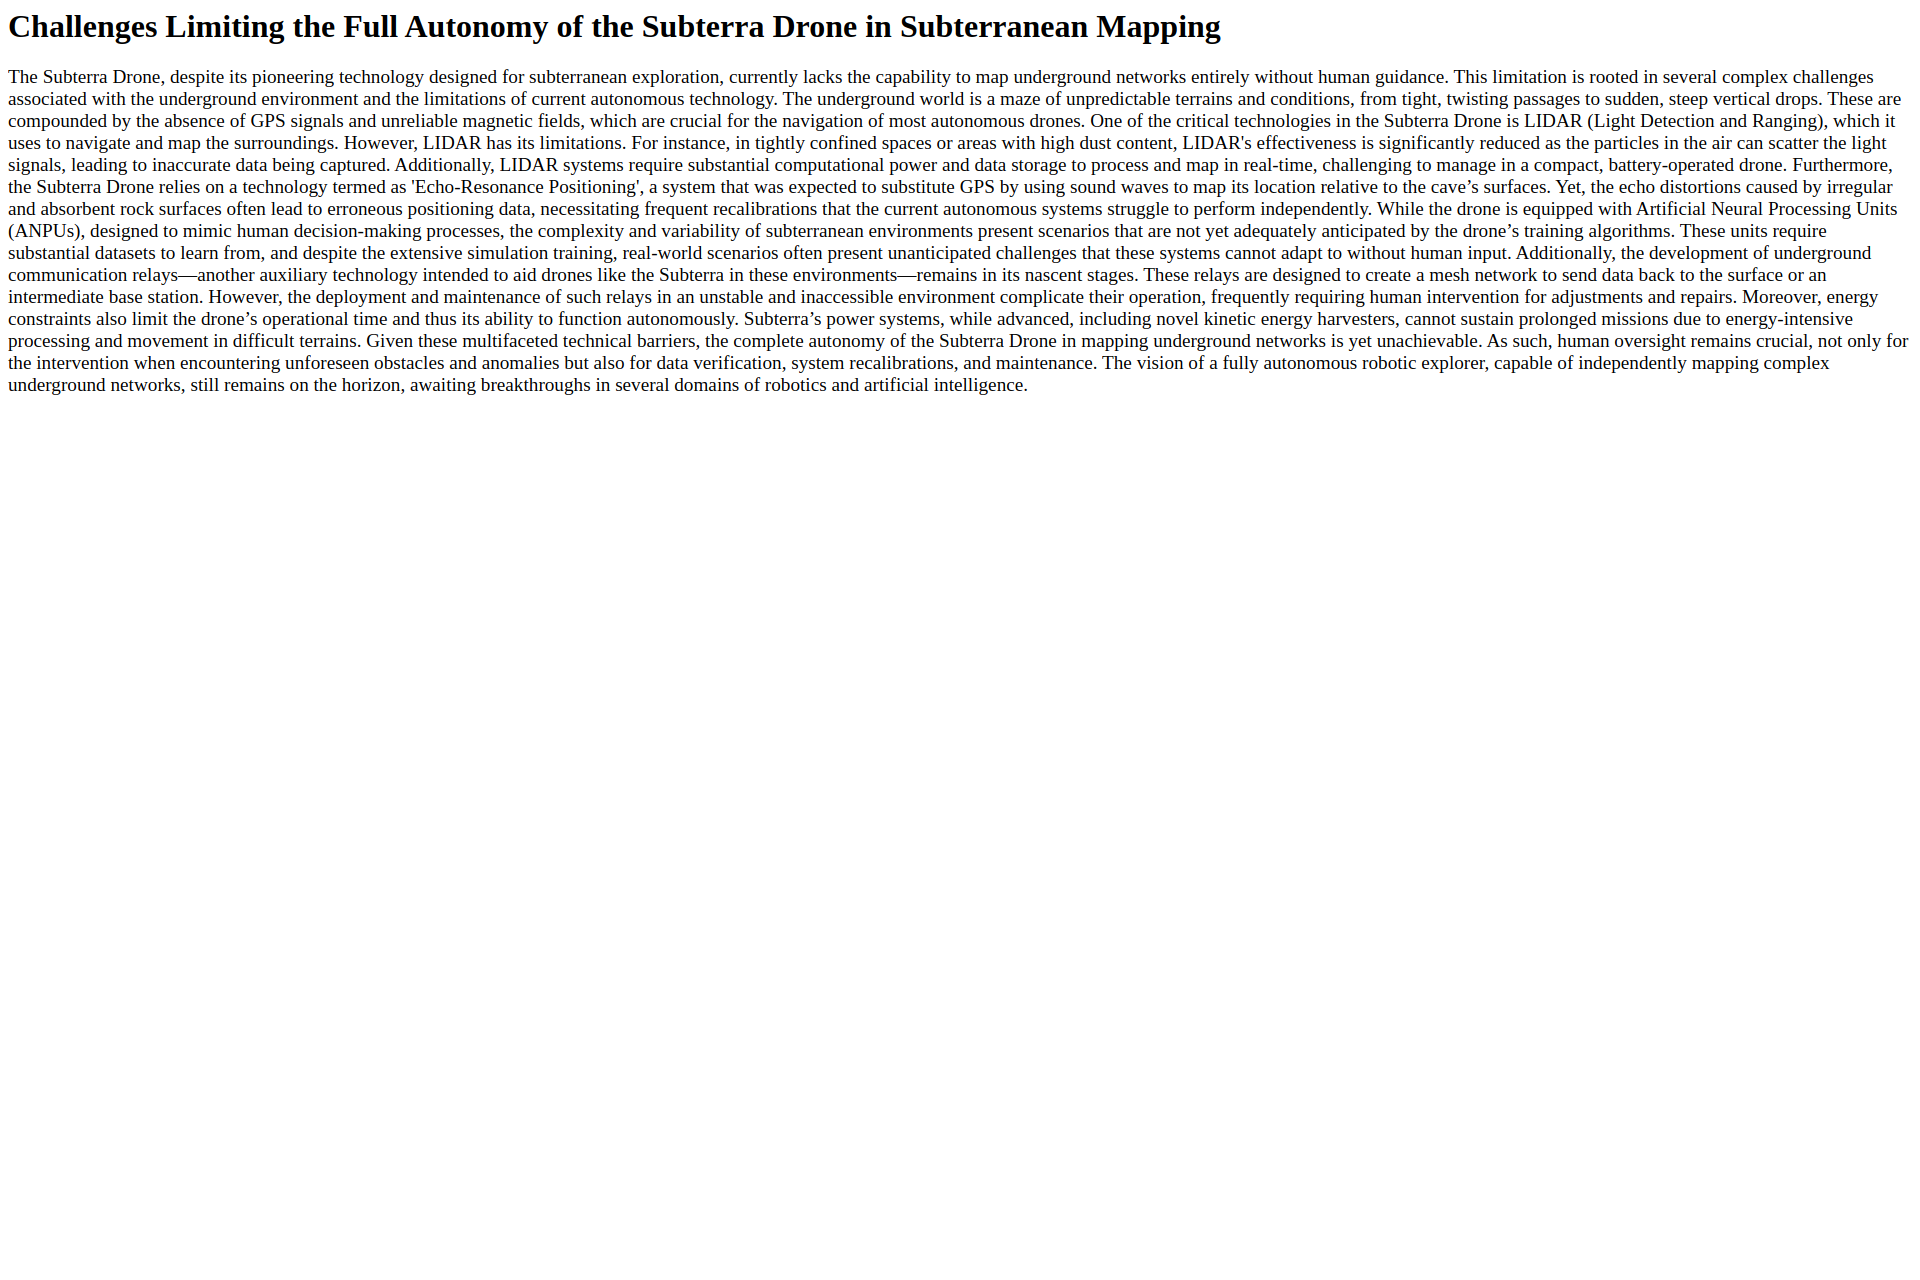 Challenges Limiting the Full Autonomy of the Subterra Drone in Subterranean Mapping
The Subterra Drone, despite its pioneering technology designed for subterranean exploration, currently lacks the capability to map underground networks entirely without human guidance. This limitation is rooted in several complex challenges
associated with the underground environment and the limitations of current autonomous technology. The underground world is a maze of unpredictable terrains and conditions, from tight, twisting passages to sudden, steep vertical drops. These are
compounded by the absence of GPS signals and unreliable magnetic fields, which are crucial for the navigation of most autonomous drones. One of the critical technologies in the Subterra Drone is LIDAR (Light Detection and Ranging), which it
uses to navigate and map the surroundings. However, LIDAR has its limitations. For instance, in tightly confined spaces or areas with high dust content, LIDAR's effectiveness is significantly reduced as the particles in the air can scatter the light
signals, leading to inaccurate data being captured. Additionally, LIDAR systems require substantial computational power and data storage to process and map in real-time, challenging to manage in a compact, battery-operated drone. Furthermore,
the Subterra Drone relies on a technology termed as 'Echo-Resonance Positioning', a system that was expected to substitute GPS by using sound waves to map its location relative to the cave’s surfaces. Yet, the echo distortions caused by irregular
and absorbent rock surfaces often lead to erroneous positioning data, necessitating frequent recalibrations that the current autonomous systems struggle to perform independently. While the drone is equipped with Artificial Neural Processing Units
(ANPUs), designed to mimic human decision-making processes, the complexity and variability of subterranean environments present scenarios that are not yet adequately anticipated by the drone’s training algorithms. These units require
substantial datasets to learn from, and despite the extensive simulation training, real-world scenarios often present unanticipated challenges that these systems cannot adapt to without human input. Additionally, the development of underground
communication relays—another auxiliary technology intended to aid drones like the Subterra in these environments—remains in its nascent stages. These relays are designed to create a mesh network to send data back to the surface or an
intermediate base station. However, the deployment and maintenance of such relays in an unstable and inaccessible environment complicate their operation, frequently requiring human intervention for adjustments and repairs. Moreover, energy
constraints also limit the drone’s operational time and thus its ability to function autonomously. Subterra’s power systems, while advanced, including novel kinetic energy harvesters, cannot sustain prolonged missions due to energy-intensive
processing and movement in difficult terrains. Given these multifaceted technical barriers, the complete autonomy of the Subterra Drone in mapping underground networks is yet unachievable. As such, human oversight remains crucial, not only for
the intervention when encountering unforeseen obstacles and anomalies but also for data verification, system recalibrations, and maintenance. The vision of a fully autonomous robotic explorer, capable of independently mapping complex
underground networks, still remains on the horizon, awaiting breakthroughs in several domains of robotics and artificial intelligence.